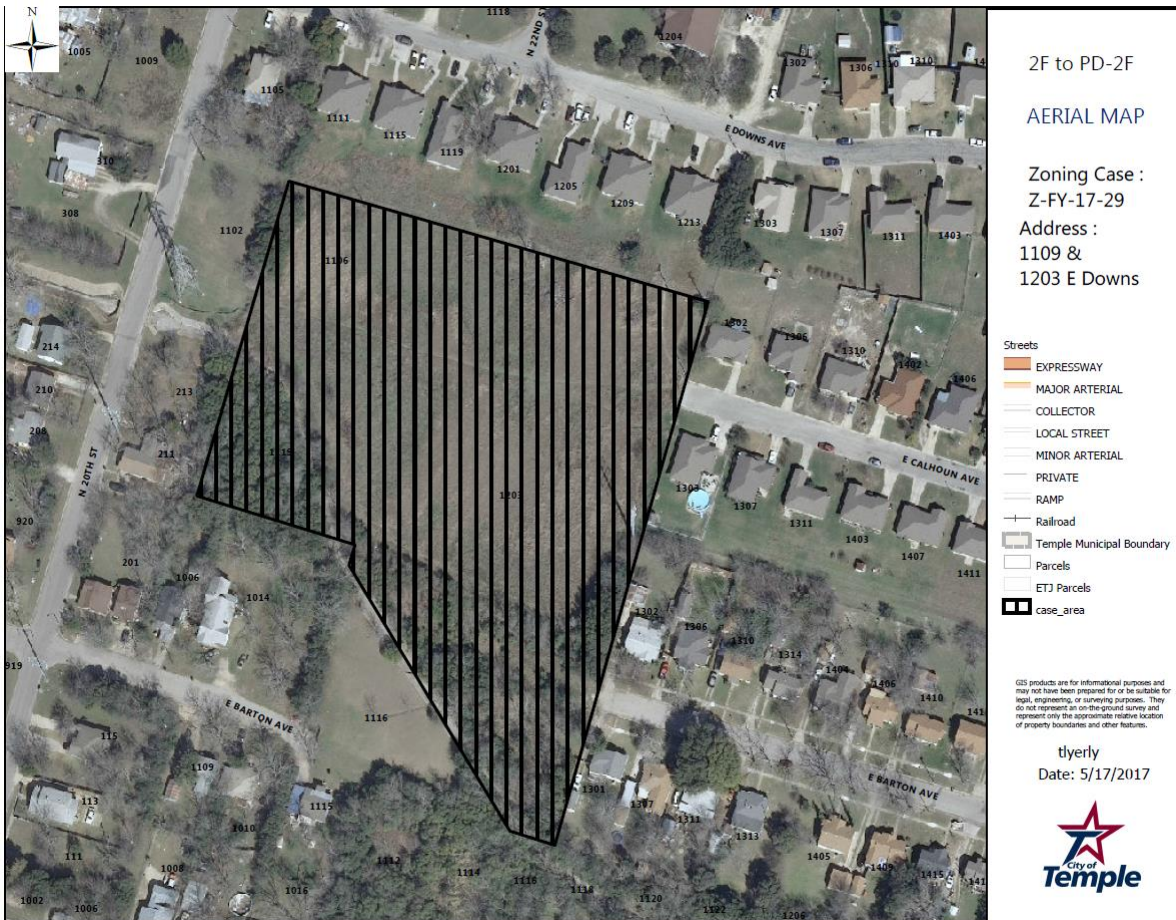 N
1118
N 22ND ST
1204
1005
1009
1105
1302
1306
1310
1310
1111
1115
1119
E DOWNS AVE
310
1201
1205
1209
1213
1303
1307
1311
1403
308
1102
1106
214
213
1302
1306
1310
1402
1406
210
208
211
N 20TH ST
1203
1303
E CALHOUN AVE
1307
1311
1403
1407
1411
920
201
1006
1014
1302
1306
1310
1314
1404
1406
1410
919
E BARTON AVE
1116
115
1109
1115
1301
1307
1311
1313
E BARTON AVE
113
1010
111
1008
1112
1114
1116
1118
1405
1409
1415
1002
1006
1016
1120
1122
1206
2F to PD-2F
AERIAL MAP
Zoning Case :
Z-FY-17-29
Address :
1109 &
1203 E Downs
Streets
EXPRESSWAY
MAJOR ARTERIAL
COLLECTOR
LOCAL STREET
MINOR ARTERIAL
PRIVATE
RAMP
Railroad
Temple Municipal Boundary
Parcels
ETJ Parcels
case_area
GIS products are for informational purposes and
may not have been prepared for or be suitable for
legal, engineering, or surveying purposes. They
do not represent an on-the-ground survey and
represent only the approximate relative location
of property boundaries and other features.
tlyerly
Date: 5/17/2017
City of
Temple